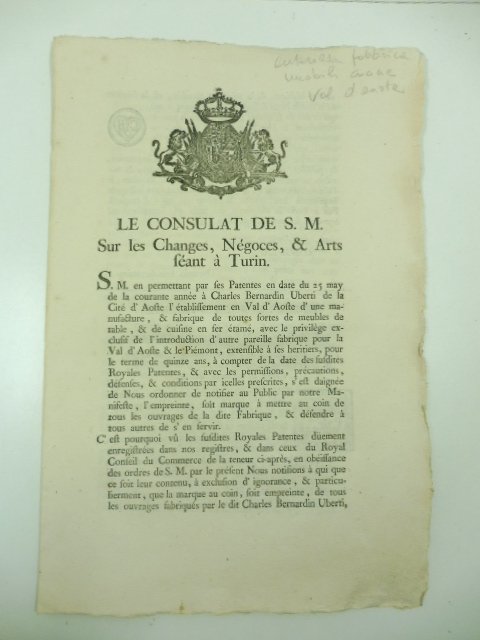 val d'aosta
LE CONSULAT DE S. M.
Sur les Changes, Négoces, & Arts
séant à Turin.
S. M. en permettant par ses Patentes en date du 25 may
de la courante année à Charles Bernardin Uberti de la
Cité d'Aoste l'établissement en Val d'Aoste d'une ma-
nufacture, & fabrique de toutes sortes de meubles de
table, & de cuisine en fer étamé, avec le privilège ex-
clusif de l'introduction d'autre pareille fabrique pour la
Val d'Aoste & le Piémont, extensible à ses heritiers, pour
le terme de quinze ans, à compter de la date des susdites
Royales Patentes, & avec les permissions, précautions,
défenses, & conditions par icelles prescrites, s'est daignée
de Nous ordonner de notifier au Public par notre Ma-
nifeste, l'empreinte, soit marque à mettre au coin de
tous les ouvrages de la dite Fabrique, & défendre à
tous autres de s'en servir.
C'est pourquoi vû les susdites Royales Patentes dûement
enregistrées dans nos registres, & dans ceux du Royal
Conseil du Commerce de la teneur ci-après, en obéissance
des ordres de S. M. par le présent Nous notifions à qui que
ce soit leur contenu, à exclusion d'ignorance, & particu-
lierment, que la marque au coin, soit empreinte, de tous
les ouvrages fabriqués par le dit Charles Bernardin Uberti,